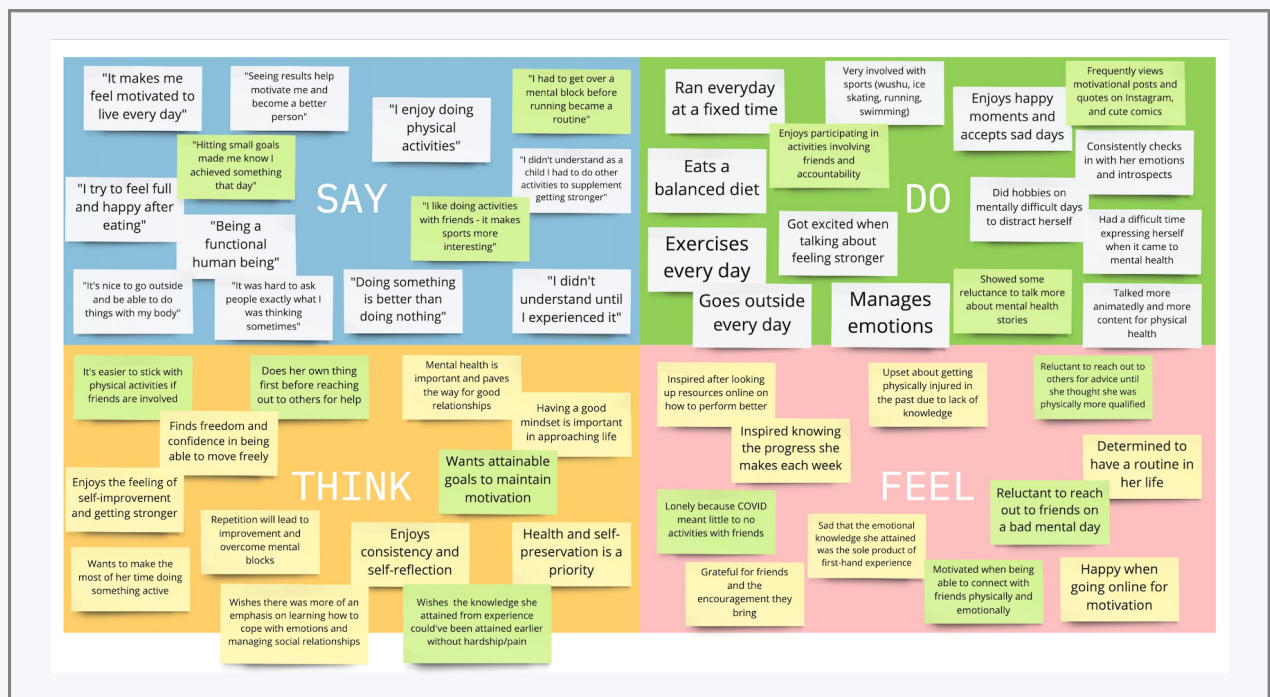 "It makes me
feel motivated to
live every day"
"Seeing results help
motivate me and
become a better
person"
"I enjoy doing
physical
activities"
"I had to get over a
mental block before
running became a
routine"
"Hitting small goals
made me know I
achieved something
that day"
"I didn't understand as a
child I had to do other
activities to supplement
getting stronger"
"I try to feel full
and happy after
eating"
SAY
"I like doing activities
with friends - it makes
sports more
interesting"
"Being a
functional
human being"
"It's nice to go outside
and be able to do
things with my body"
"It was hard to ask
people exactly what I
was thinking
sometimes"
"Doing something
is better than
doing nothing"
"I didn't
understand until
I experienced it"
Ran everyday
at a fixed time
Very involved with
sports (wushu, ice
skating, running,
swimming)
Enjoys happy
moments and
accepts sad days
Frequently views
motivational posts and
quotes on Instagram,
and cute comics
Enjoys participating in
activities involving
friends and
accountability
Consistently checks
in with her emotions
and introspects
Eats a
balanced diet
DO
Did hobbies on
mentally difficult days
to distract herself
Got excited when
talking about
feeling stronger
Had a difficult time
expressing herself
when it came to
mental health
Exercises
every day
Goes outside
every day
Manages
emotions
Showed some
reluctance to talk more
about mental health
stories
Talked more
animatedly and more
content for physical
health
It's easier to stick with
physical activities if
friends are involved
Does her own thing
first before reaching
out to others for help
Mental health is
important and paves
the way for good
relationships
Having a good
mindset is important
in approaching life
Finds freedom and
confidence in being
able to move freely
Wants attainable
goals to maintain
motivation
THINK
Enjoys the feeling of
self-improvement
and getting stronger
Repetition will lead to
improvement and
overcome mental
blocks
Enjoys
consistency and
self-reflection
Health and self-
preservation is a
priority
Wants to make the
most of her time doing
something active
Wishes there was more of an
emphasis on learning how to
cope with emotions and
managing social relationships
Wishes the knowledge she
attained from experience
could've been attained earlier
without hardship/pain
Inspired after looking
up resources online on
how to perform better
Upset about getting
physically injured in
the past due to lack of
knowledge
Reluctant to reach out to
others for advice until
she thought she was
physically more qualified
Inspired knowing
the progress she
makes each week
Determined to
have a routine in
her life
FEEL
Reluctant to reach
out to friends on
a bad mental day
Lonely because COVID
meant little to no
activities with friends
Sad that the emotional
knowledge she attained
was the sole product of
first-hand experience
Grateful for friends
and the
encouragement they
bring
Motivated when being
able to connect with
friends physically and
emotionally
Happy when
going online for
motivation